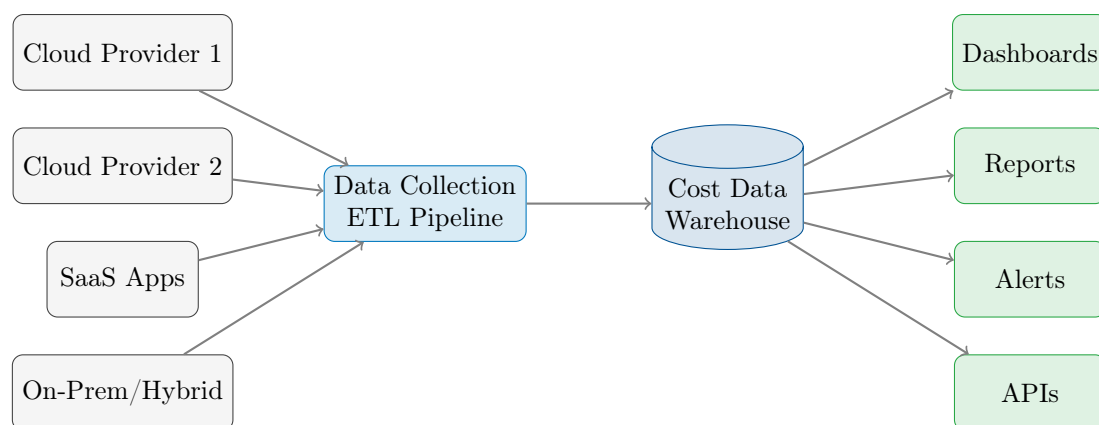 Cloud Provider 1
Cloud Provider 2
SaaS Apps
On-Prem/Hybrid
Data Collection
ETL Pipeline
Cost Data
Warehouse
Dashboards
Reports
Alerts
APIs